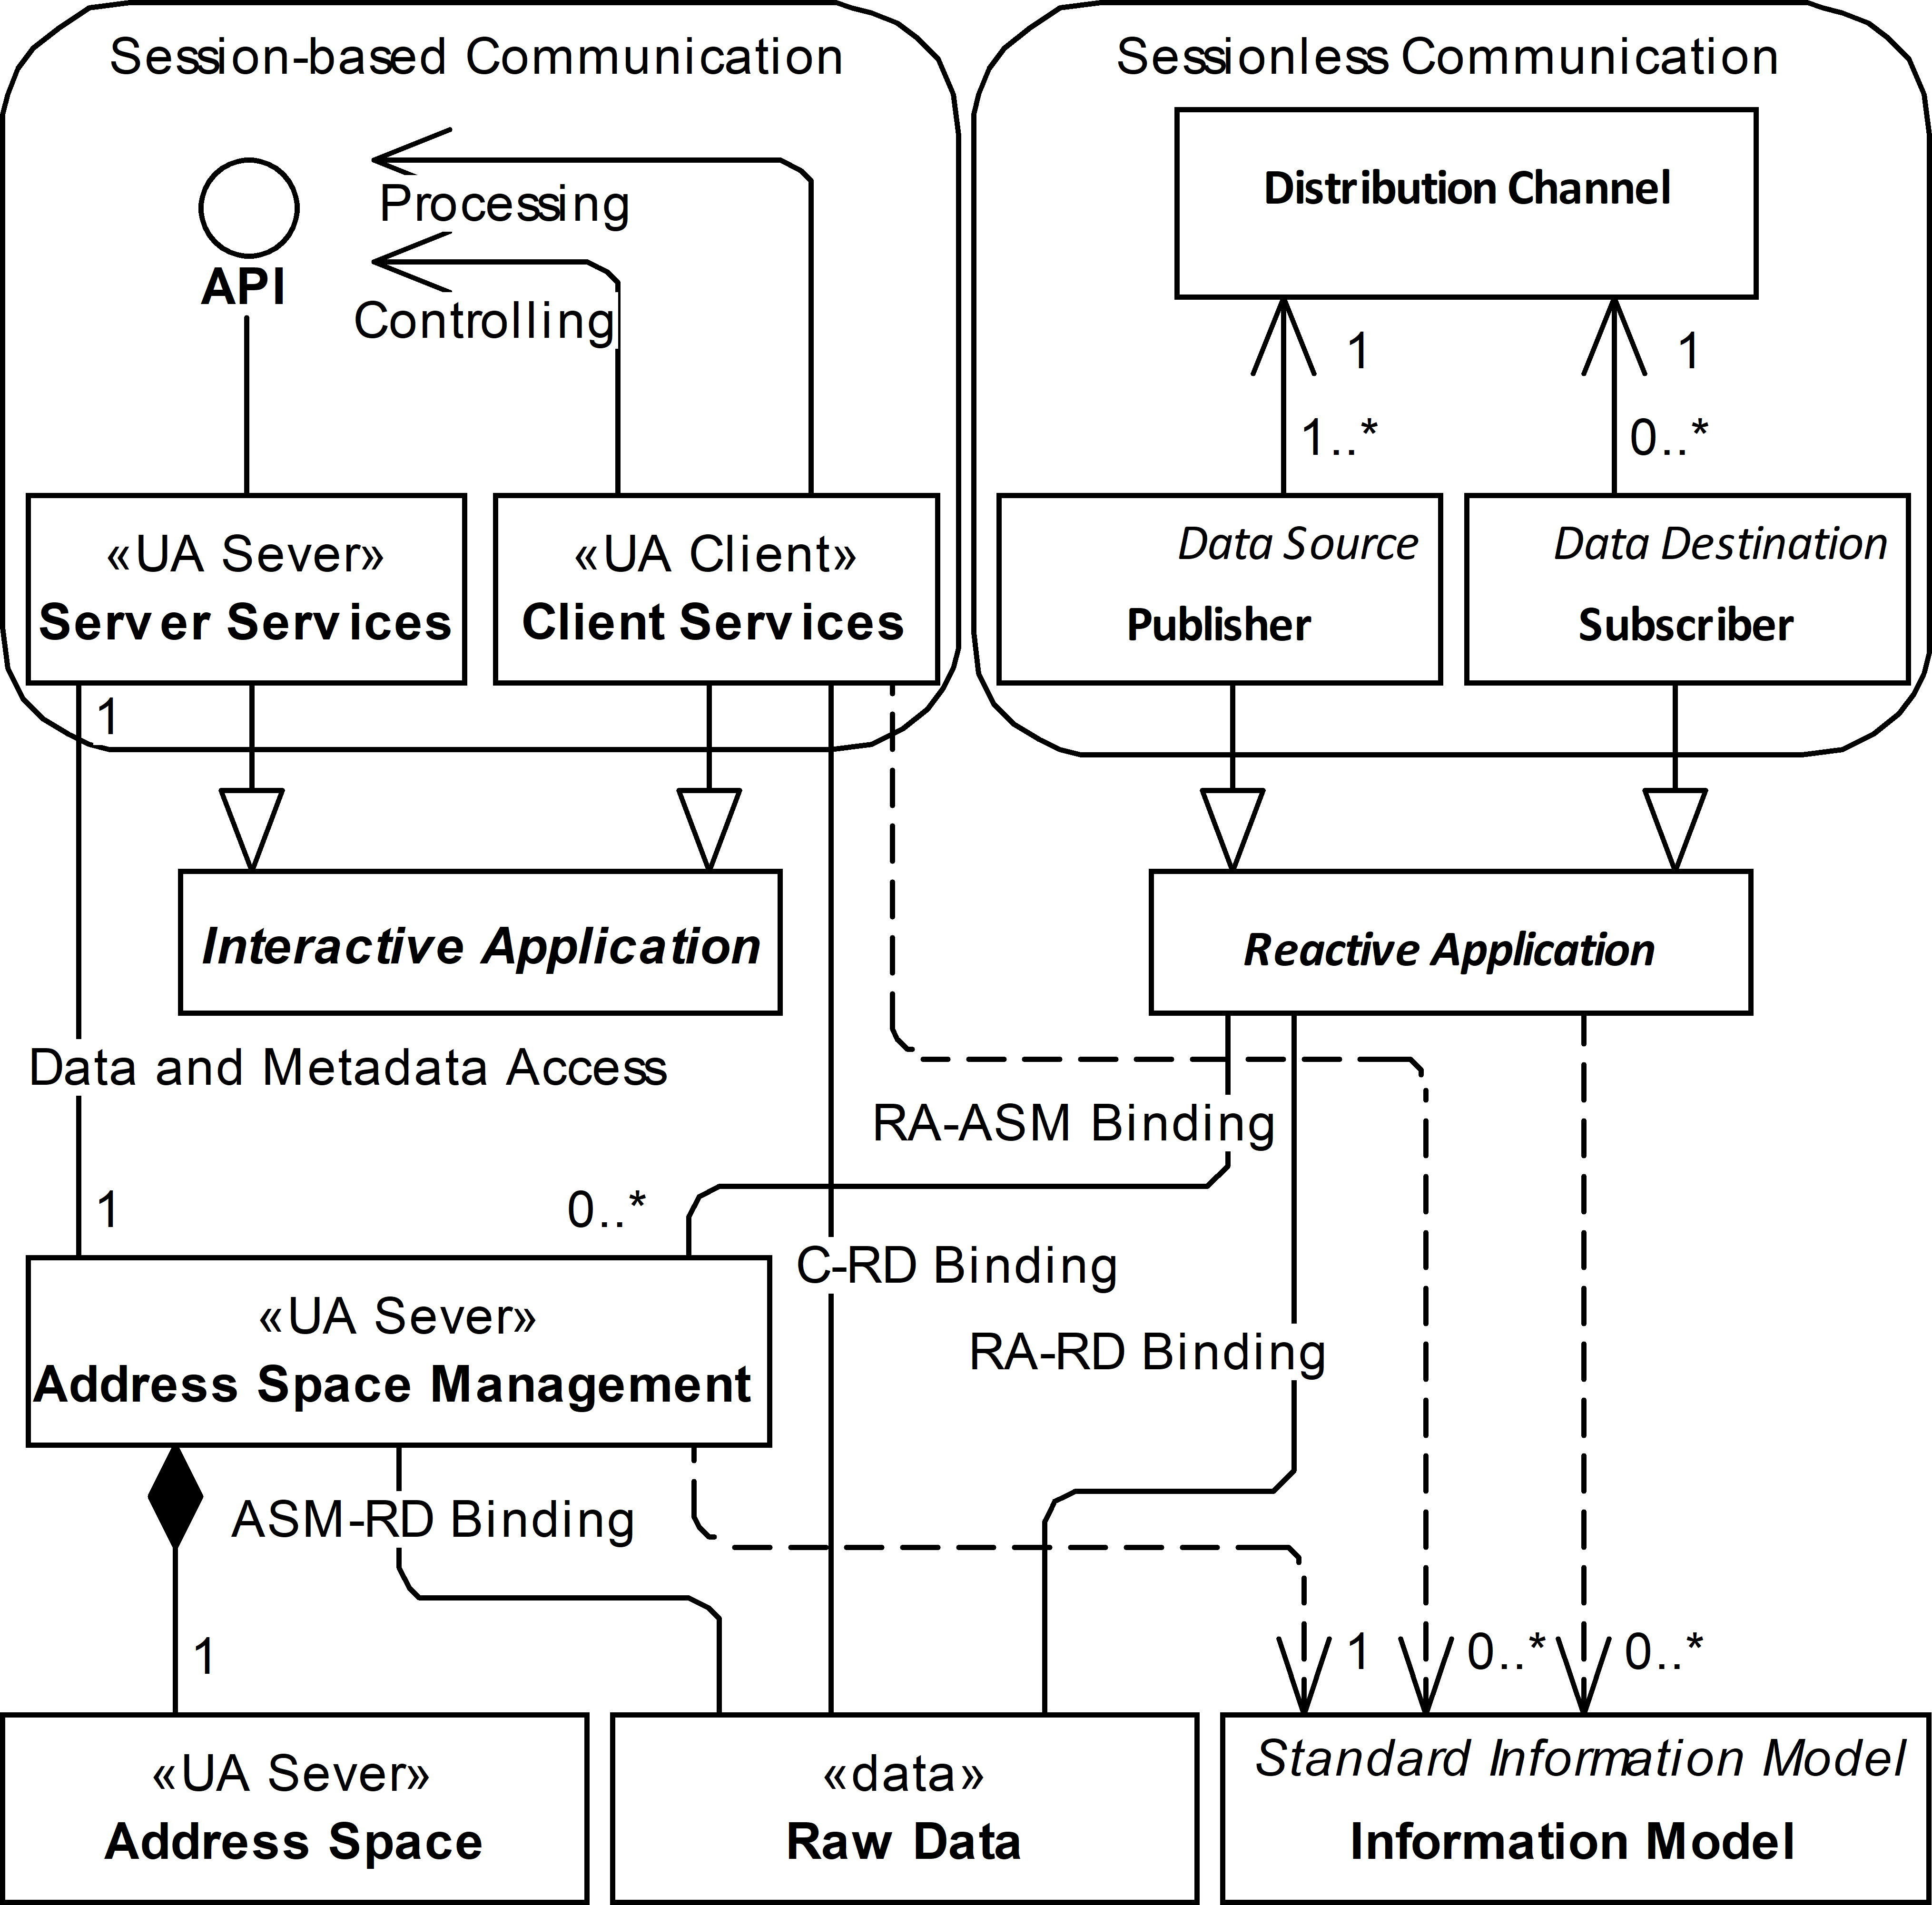 Session-based Communication
Sessionless Communication
Distribution Channel
Processing
API
Controlling
1
1
1..*
0..*
«UA Sever»
Server Services
«UA Client»
Client Services
Data Source
Publisher
Data Destination
Subscriber
1
Interactive Application
Reactive Application
Data and Metadata Access
RA-ASM Binding
1
0..*
C-RD Binding
«UA Sever»
Address Space Management
RA-RD Binding
ASM-RD Binding
1
1
0..*
0..*
«UA Sever»
Address Space
«data»
Raw Data
Standard Information Model
Information Model